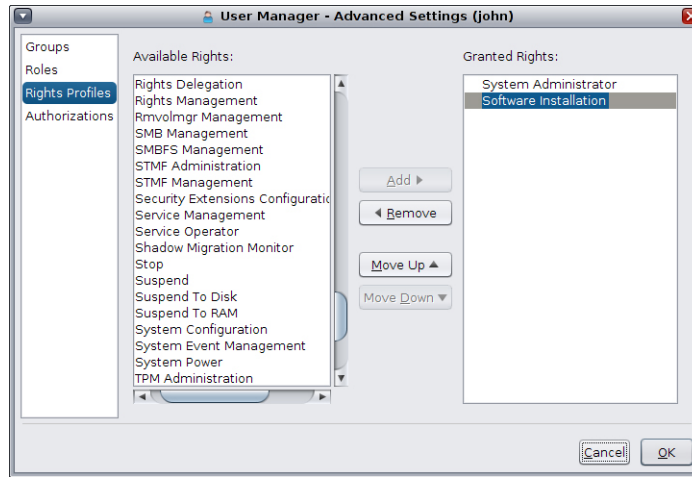 User Manager - Advanced Settings (john)
Groups
Roles
Rights Profiles
Authorizations
Available Rights:
Rights Delegation
Rights Management
Rmvolmgr Management
SMB Management
SMBFS Management
STMF Administration
STMF Management
Security Extensions Configuratio
Service Management
Service Operator
Shadow Migration Monitor
Stop
Suspend
Suspend To Disk
Suspend To RAM
System Configuration
System Event Management
System Power
TPM Administration
Add
Remove
Move Up
Move Down
Granted Rights:
System Administrator
Software Installation
Cancel
OK